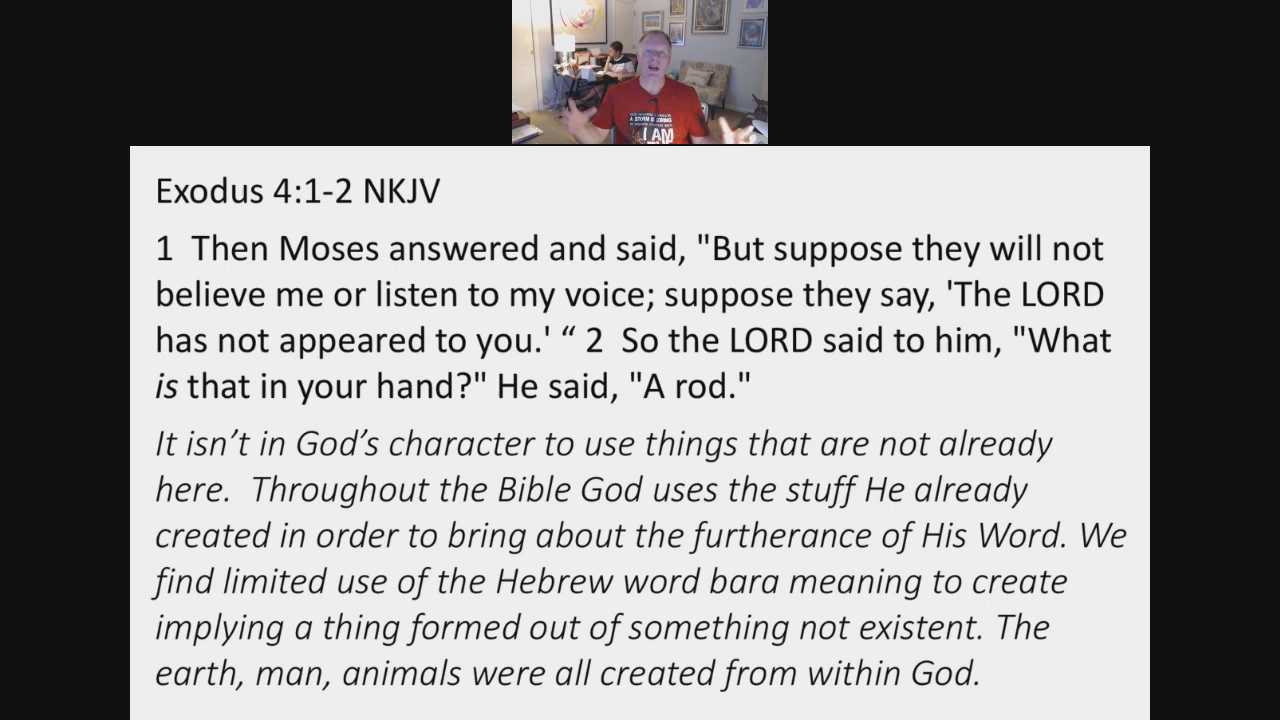 A STORM IS COMING
I AM
Exodus 4:1-2 NKJV
1  Then Moses answered and said, "But suppose they will not
believe me or listen to my voice; suppose they say, 'The LORD
has not appeared to you.' “ 2  So the LORD said to him, "What
is that in your hand?" He said, "A rod."
It isn’t in God’s character to use things that are not already
here.  Throughout the Bible God uses the stuff He already
created in order to bring about the furtherance of His Word. We
find limited use of the Hebrew word bara meaning to create
implying a thing formed out of something not existent. The
earth, man, animals were all created from within God.